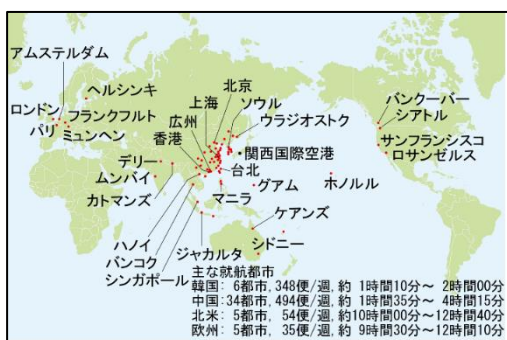 アムステルダム
ヘルシンキ
ロンドン
フランクフルト
パリ
ミュンヘン
北京
上海
ソウル
広州
ウラジオストク
香港
関西国際空港
デリー
台北
ムンバイ
グアム
ホノルル
カトマンズ
マニラ
ケアンズ
ハノイ
バンコク
ジャカルタ
シドニー
シンガポール
バンクーバー
シアトル
サンフランシスコ
ロサンゼルス
主な就航都市
韓国: 6都市,348便/週,約 1時間10分～ 2時間00分
中国:34都市,494便/週,約 1時間35分～ 4時間15分
北米: 5都市, 54便/週,約10時間00分～12時間40分
欧州: 5都市, 35便/週,約 9時間30分～12時間10分